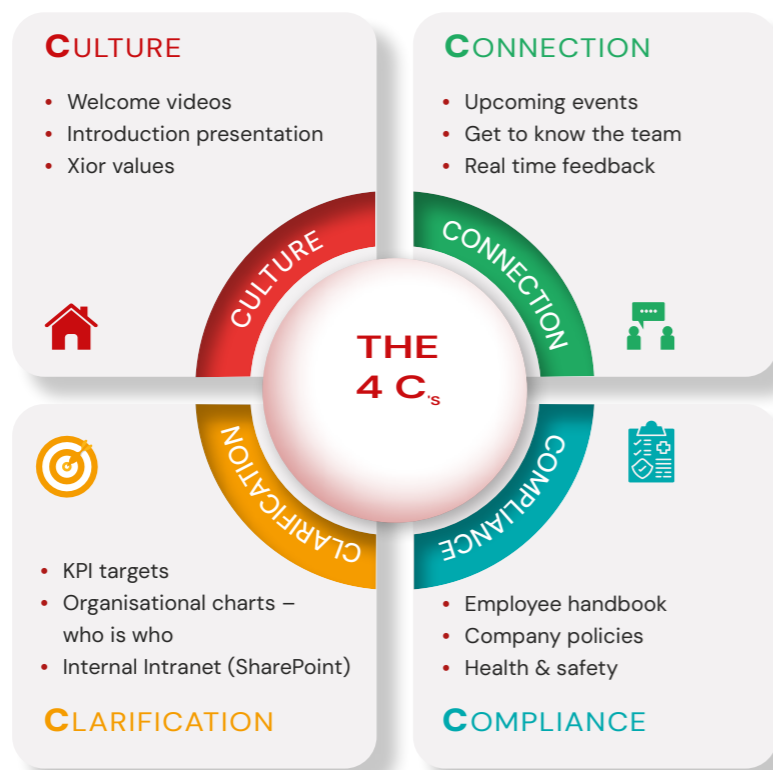 CULTURE
• Welcome videos
• Introduction presentation
• Xior values
CULTURE
CONNECTION
• Upcoming events
• Get to know the team
• Real time feedback
CONNECTION
THE
4 C's
CLARIFICATION
• KPI targets
• Organisational charts –
who is who
• Internal Intranet (SharePoint)
CLARIFICATION
COMPLIANCE
• Employee handbook
• Company policies
• Health & safety
COMPLIANCE